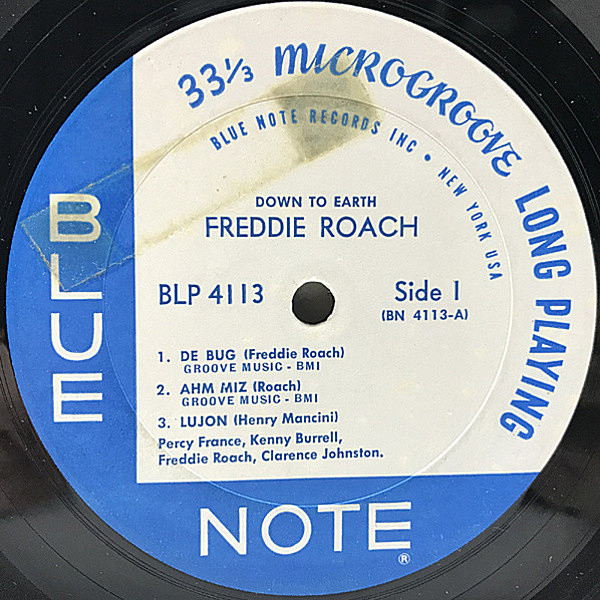 33⅓ MICROGROOVE LONG PLAYING
BLUE NOTE RECORDS INC • NEW YORK USA
DOWN TO EARTH
FREDDIE ROACH
BLP 4113
Side 1
(BN 4113-A)
1. DE BUG (Freddie Roach)
GROOVE MUSIC - BMI
2. AHM MIZ (Roach)
GROOVE MUSIC - BMI
3. LUJON (Henry Mancini)
Percy France, Kenny Burrell,
Freddie Roach, Clarence Johnston.
BLUE
NOTE®